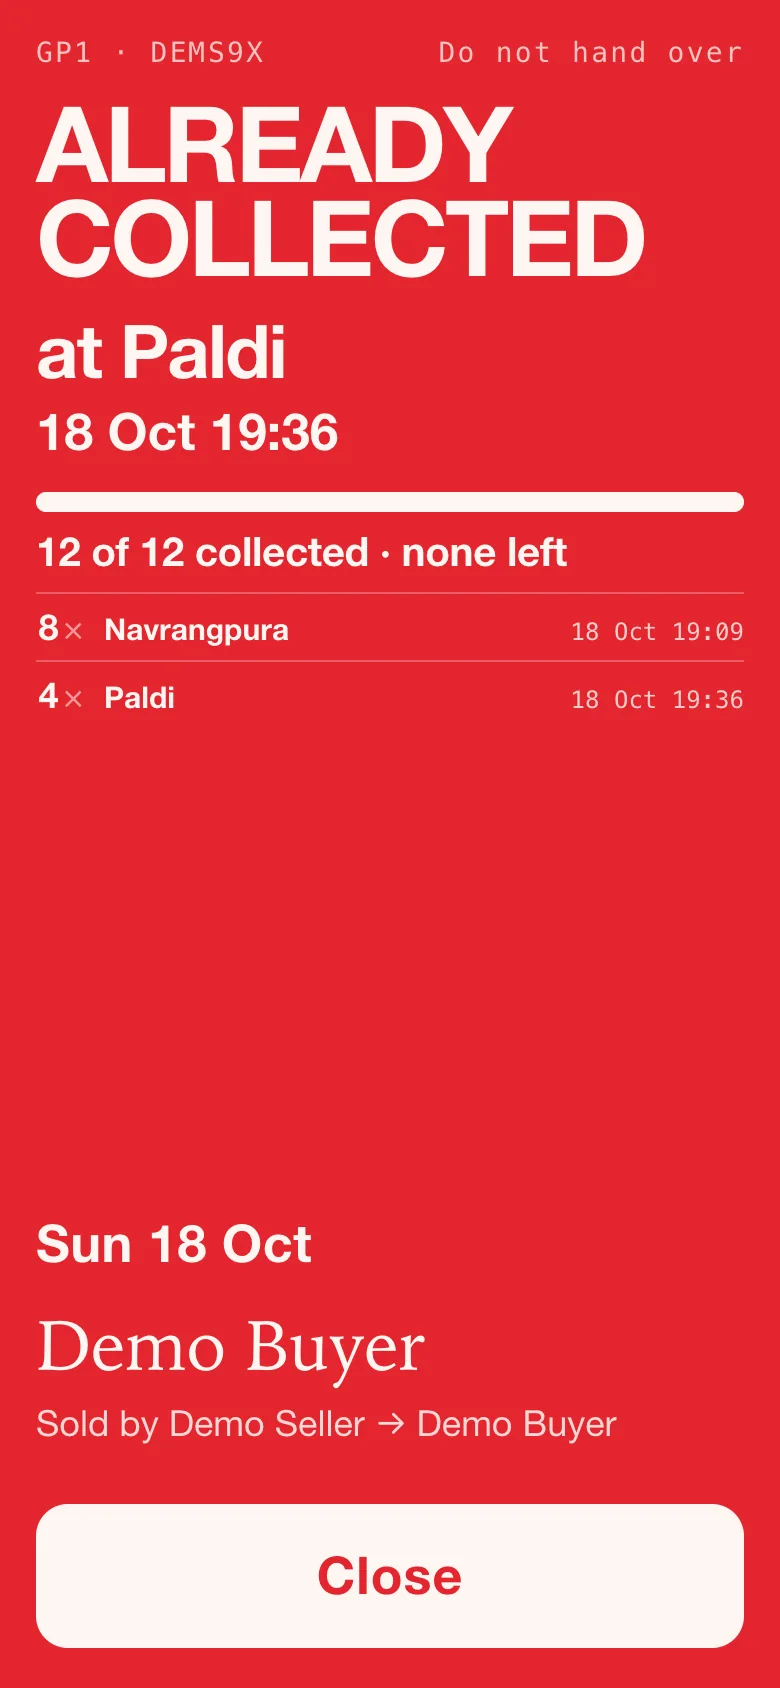 GP1 · DEMS9X Do not hand over
ALREADY
COLLECTED
at Paldi
18 Oct 19:36
12 of 12 collected · none left
8× Navrangpura 18 Oct 19:09
4× Paldi 18 Oct 19:36
Sun 18 Oct
Demo Buyer
Sold by Demo Seller → Demo Buyer
Close